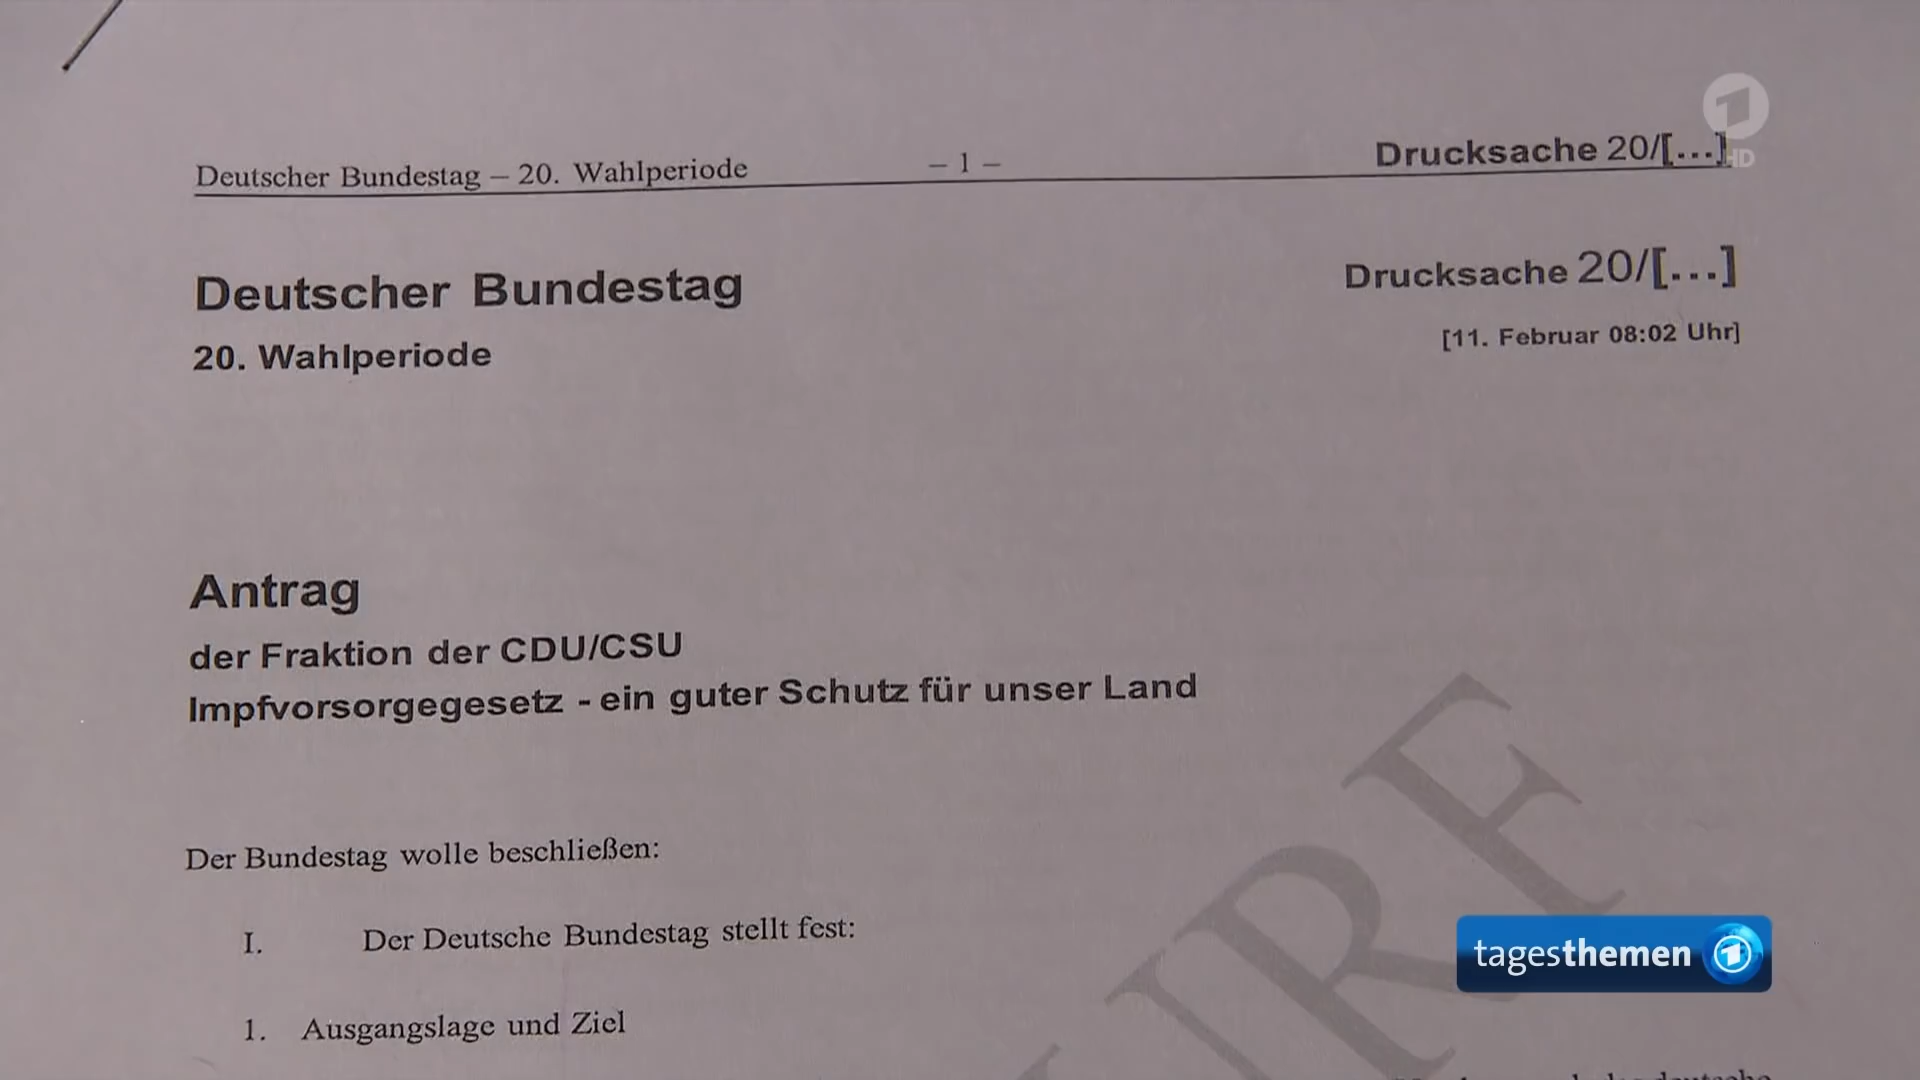 Deutscher Bundestag – 20. Wahlperiode – 1 – Drucksache 20/[...]
HD
Deutscher Bundestag Drucksache 20/[...]
20. Wahlperiode [11. Februar 08:02 Uhr]
Antrag
der Fraktion der CDU/CSU
Impfvorsorgegesetz - ein guter Schutz für unser Land
Der Bundestag wolle beschließen:
I. Der Deutsche Bundestag stellt fest:
tagesthemen
1. Ausgangslage und Ziel